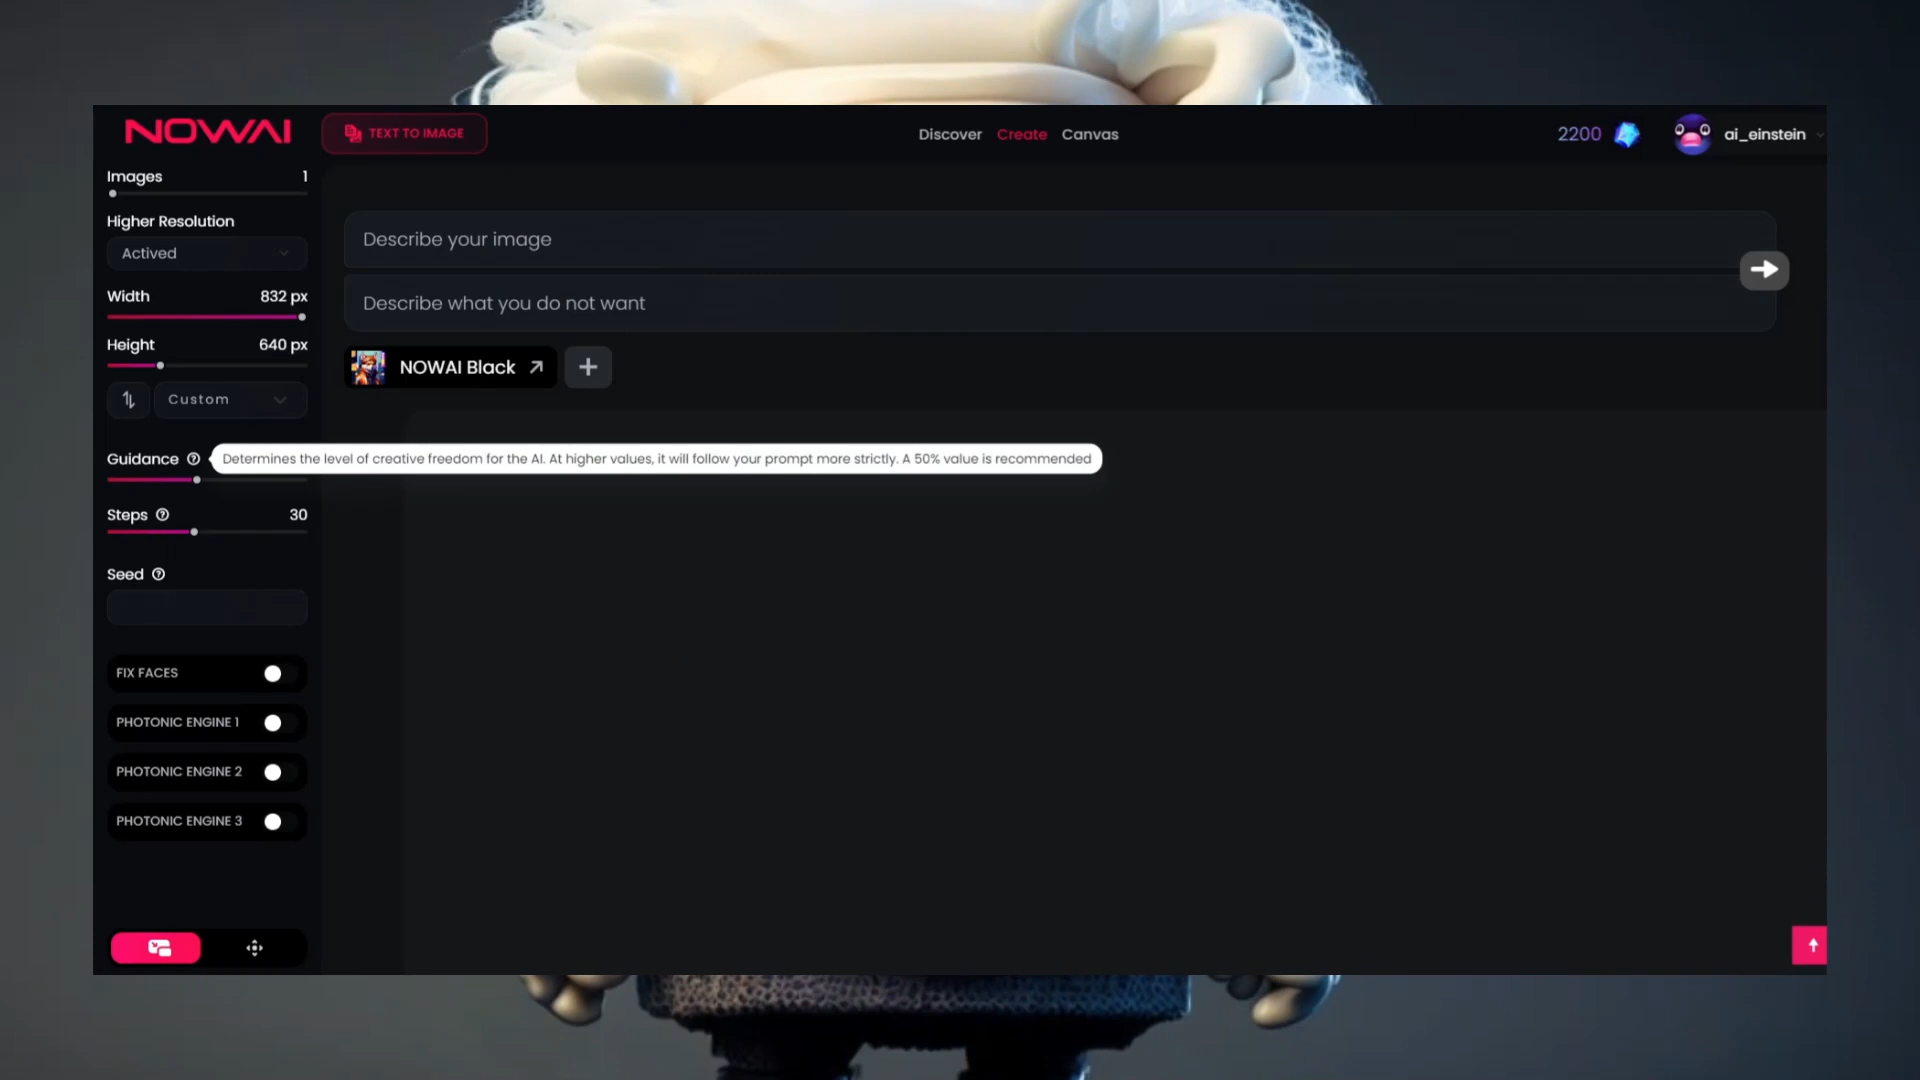 NOWAI
TEXT TO IMAGE
Discover Create Canvas
2200
ai_einstein
Images 1
Higher Resolution
Actived
Width 832 px
Height 640 px
Custom
Describe your image
Describe what you do not want
NOWAI Black
Guidance
Determines the level of creative freedom for the AI. At higher values, it will follow your prompt more strictly. A 50% value is recommended
Steps 30
Seed
FIX FACES
PHOTONIC ENGINE 1
PHOTONIC ENGINE 2
PHOTONIC ENGINE 3